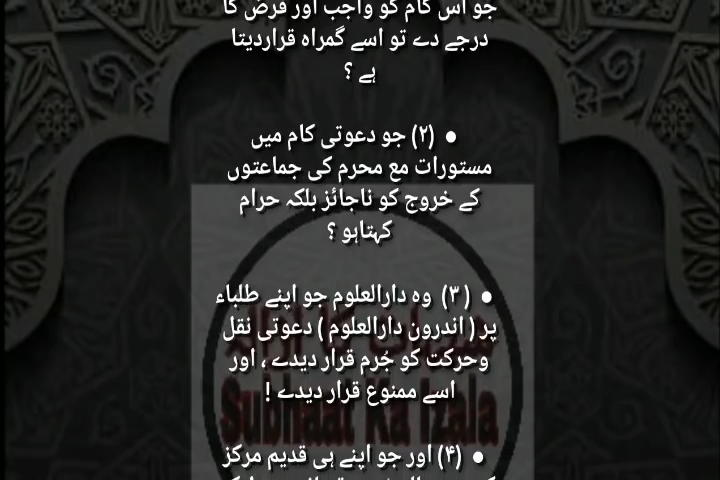 جو اس کام کو واجب اور فرض کا
درجے دے تو اسے گمراہ قراردیتا
ہے ؟
● (۲) جو دعوتی کام میں
مستورات مع محرم کی جماعتوں
کے خروج کو ناجائز بلکہ حرام
کہتاہو ؟
● (۳) وہ دارالعلوم جو اپنے طلباء
پر ( اندرون دارالعلوم ) دعوتی نقل
وحرکت کو جُرم قرار دیدے ، اور
اسے ممنوع قرار دیدے !
Subhaat Ka Izala
● (۴) اور جو اپنے ہی قدیم مرکز